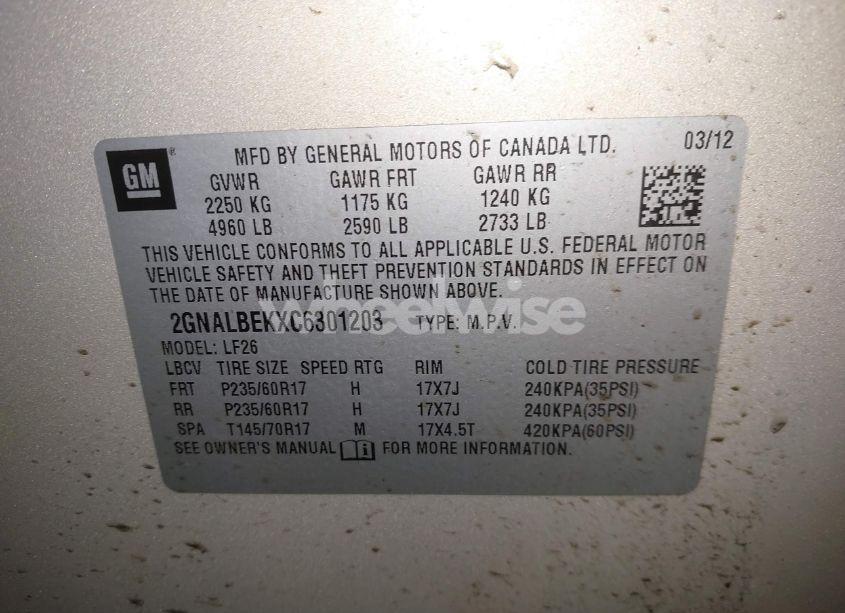 GM ® MFD BY GENERAL MOTORS OF CANADA LTD. 03/12
GVWR GAWR FRT GAWR RR
2250 KG 1175 KG 1240 KG
4960 LB 2590 LB 2733 LB
THIS VEHICLE CONFORMS TO ALL APPLICABLE U.S. FEDERAL MOTOR
VEHICLE SAFETY AND THEFT PREVENTION STANDARDS IN EFFECT ON
THE DATE OF MANUFACTURE SHOWN ABOVE.
wheelwise
2GNALBEKXC6301203 TYPE: M.P.V.
MODEL: LF26
LBCV TIRE SIZE SPEED RTG RIM COLD TIRE PRESSURE
FRT P235/60R17 H 17X7J 240KPA(35PSI)
RR P235/60R17 H 17X7J 240KPA(35PSI)
SPA T145/70R17 M 17X4.5T 420KPA(60PSI)
SEE OWNER'S MANUAL i FOR MORE INFORMATION.